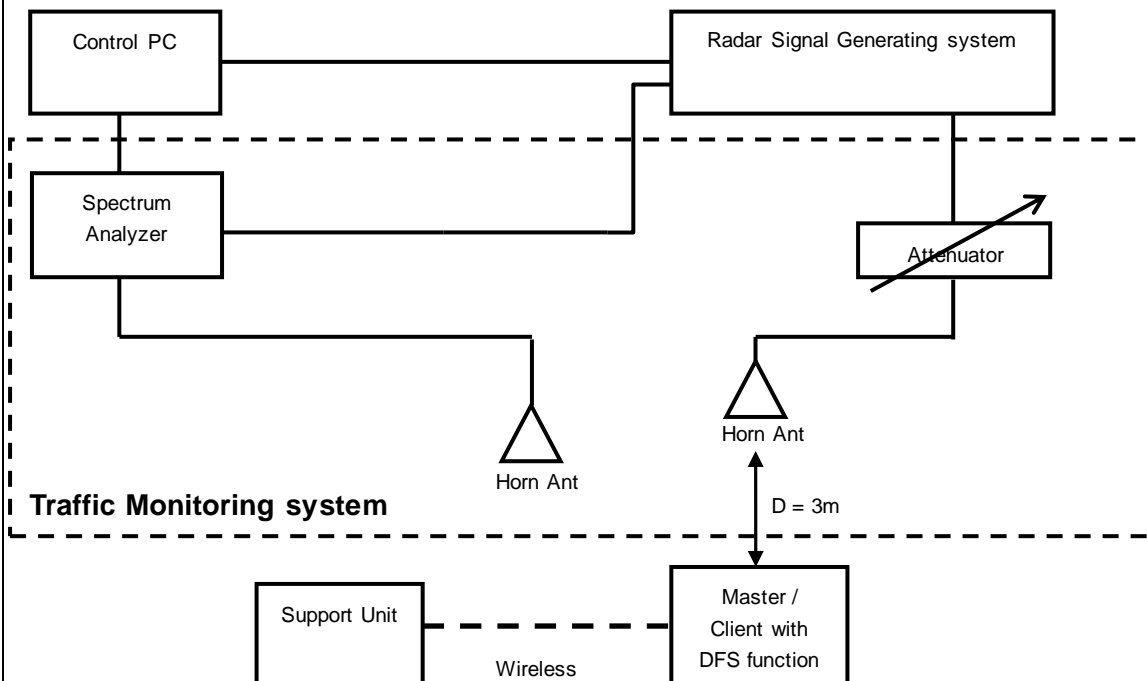 Control PC
Radar Signal Generating system
Spectrum
Analyzer
Attenuator
Horn Ant
Horn Ant
Traffic Monitoring system
D = 3m
Support Unit
Wireless
Master /
Client with
DFS function